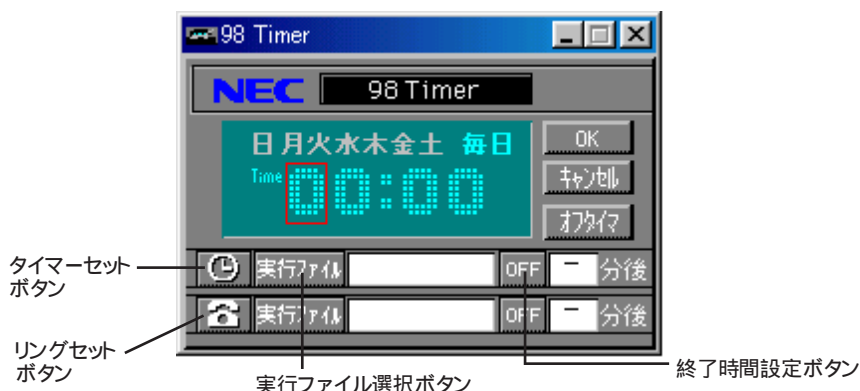 98 Timer
NEC 98 Timer
日月火水木金土 毎日
Time 00:00
OK
キャンセル
オフタイマ
タイマーセット
ボタン
実行ファイル OFF - 分後
リングセット
ボタン
実行ファイル OFF - 分後
実行ファイル選択ボタン
終了時間設定ボタン